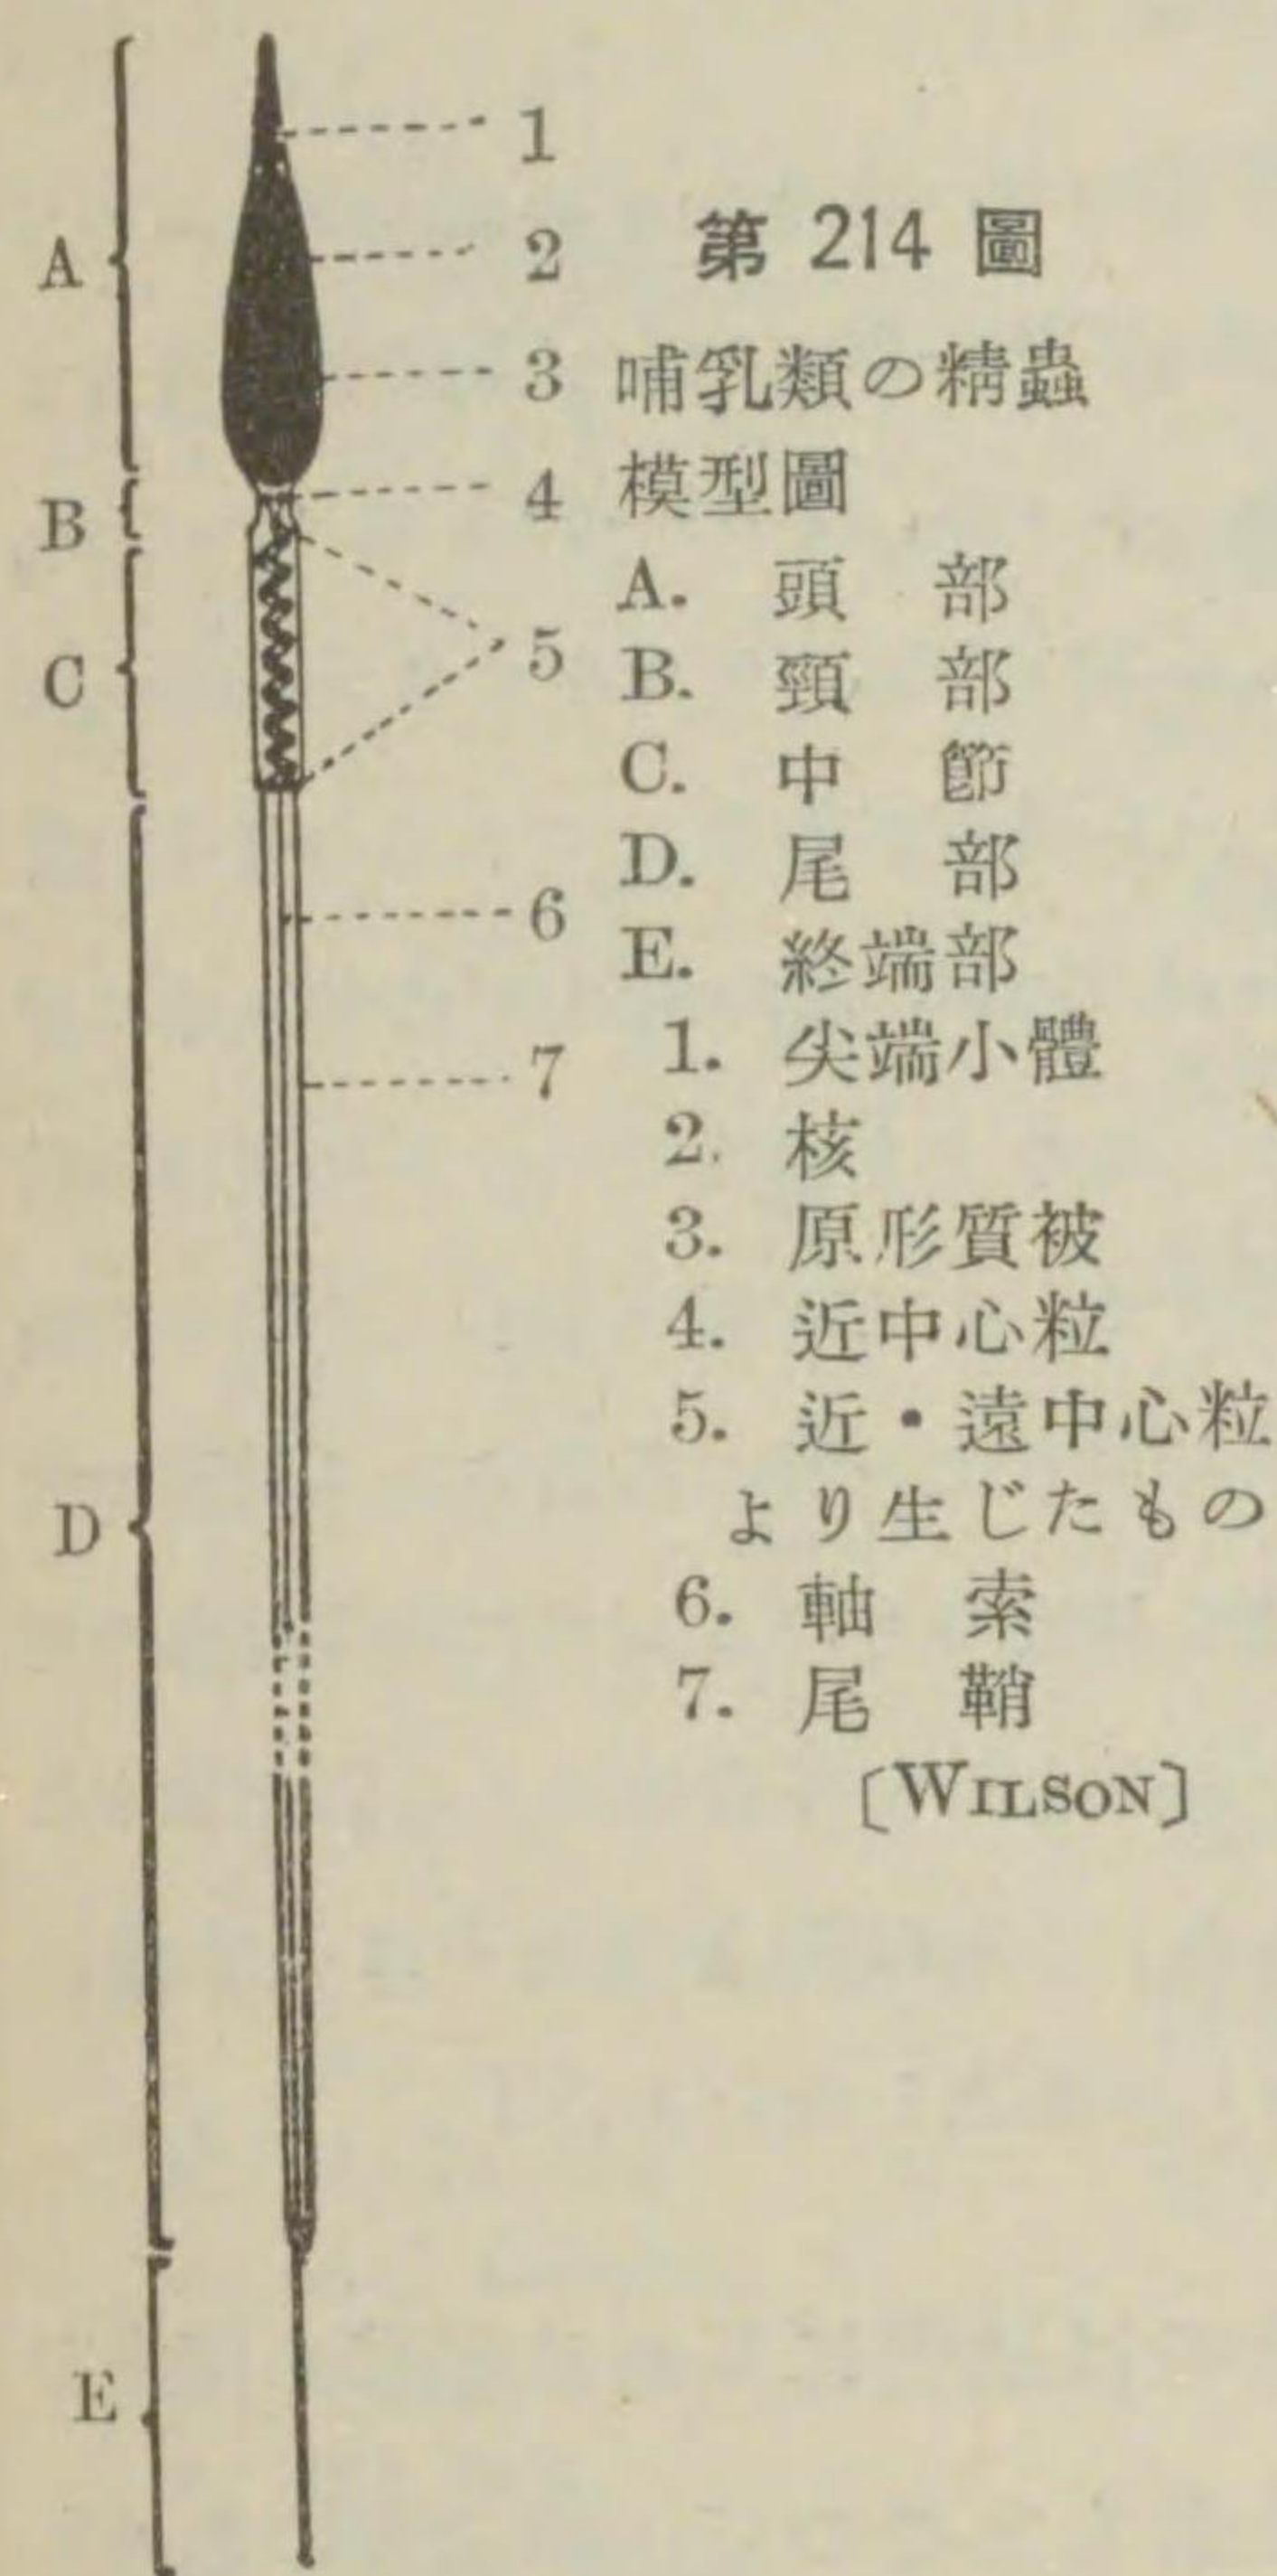 A
B
C
D
E
1
2
3
4
5
6
7
第 214 圖
哺乳類の精蟲
模型圖
A. 頭部
B. 頸部
C. 中節
D. 尾部
E. 終端部
1. 尖端小體
2. 核
3. 原形質被
4. 近中心粒
5. 近・遠中心粒
より生じたもの
6. 軸索
7. 尾鞘
〔WILSON〕